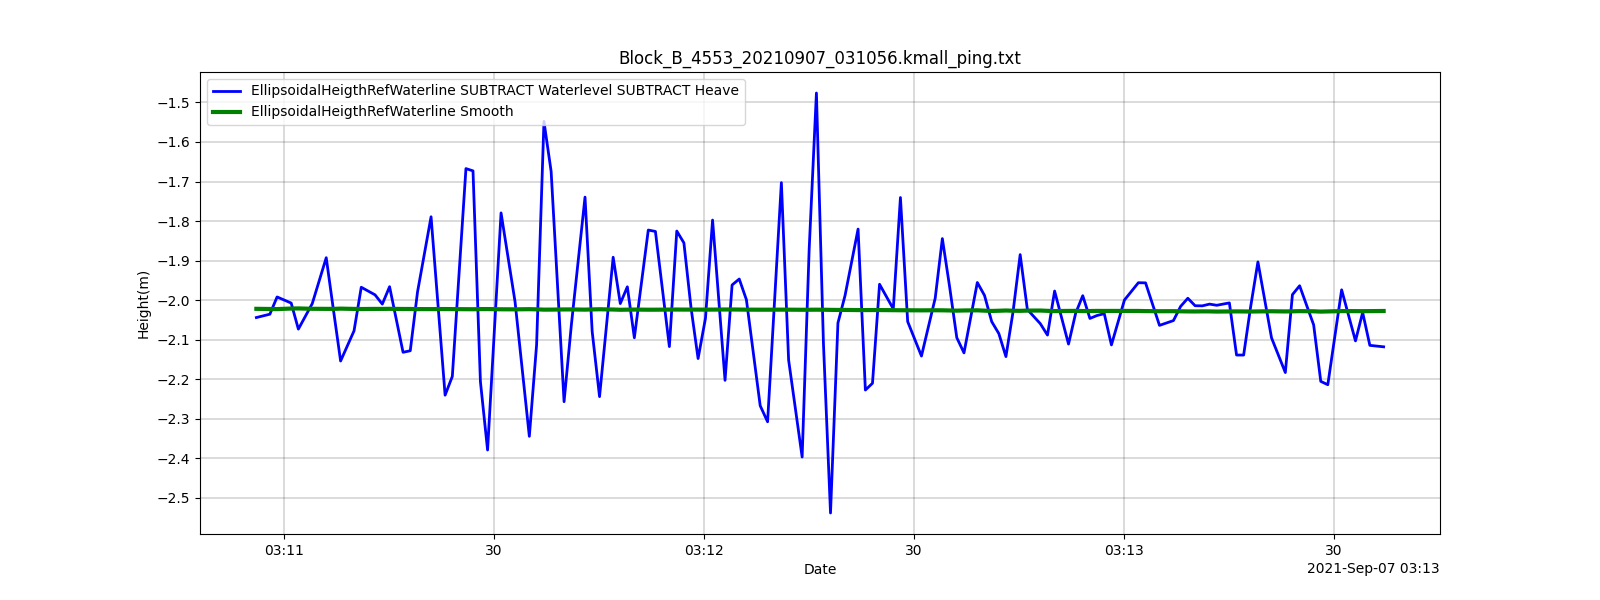 Block_B_4553_20210907_031056.kmall_ping.txt
EllipsoidalHeigthRefWaterline SUBTRACT Waterlevel SUBTRACT Heave
EllipsoidalHeigthRefWaterline Smooth
Height(m)
−1.5
−1.6
−1.7
−1.8
−1.9
−2.0
−2.1
−2.2
−2.3
−2.4
−2.5
03:11 30 03:12 30 03:13 30
Date
2021-Sep-07 03:13